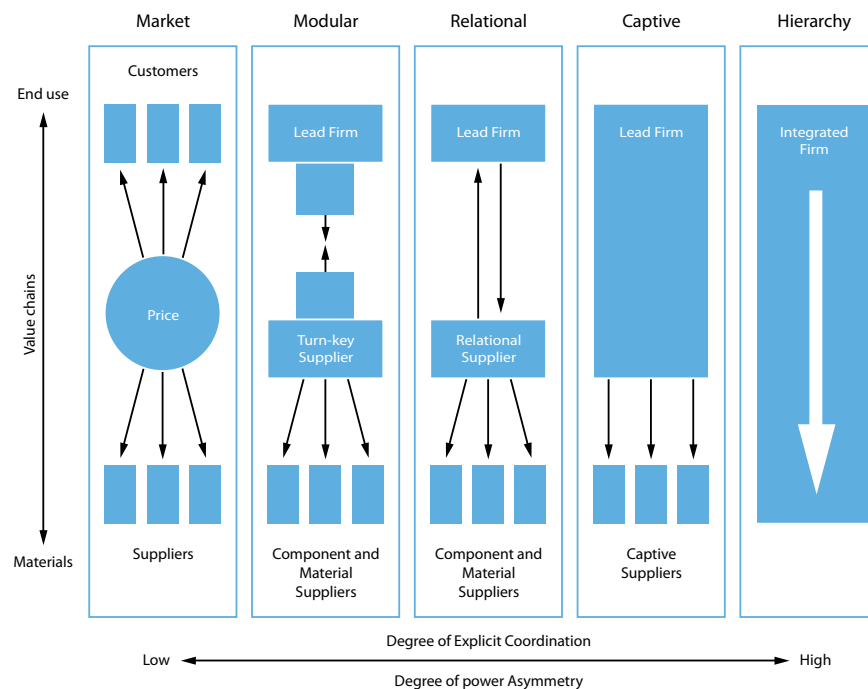 Market
Modular
Relational
Captive
Hierarchy
Customers
End use
Lead Firm
Lead Firm
Lead Firm
Integrated
Firm
Value chains
Price
Turn-key
Supplier
Relational
Supplier
Materials
Suppliers
Component and
Material
Suppliers
Component and
Material
Suppliers
Captive
Suppliers
Degree of Explicit Coordination
Low
High
Degree of power Asymmetry